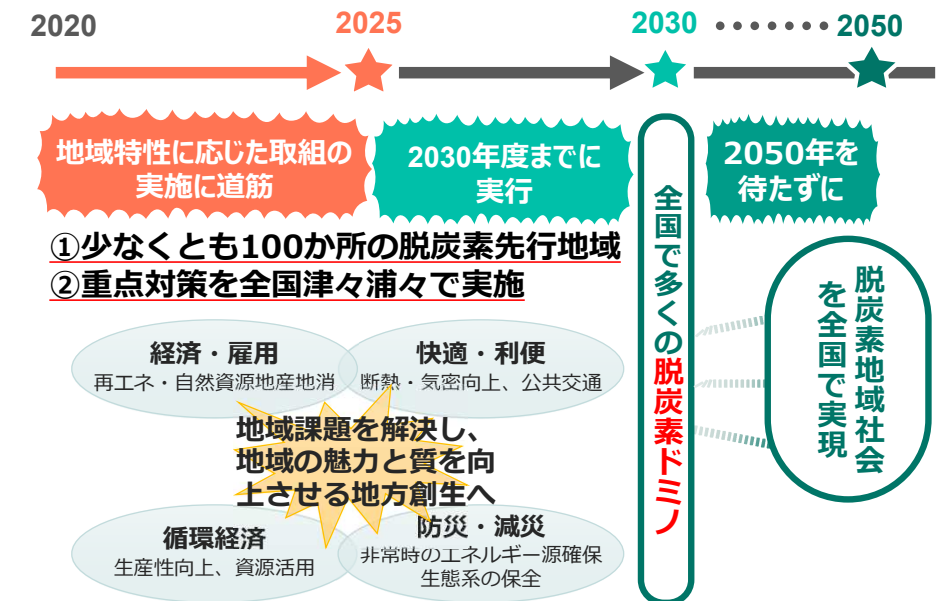 2020
2025
2030 ・・・・・・・ 2050
地域特性に応じた取組の
実施に道筋
2030年度までに
実行
2050年を
待たずに
①少なくとも100か所の脱炭素先行地域
②重点対策を全国津々浦々で実施
経済・雇用
再エネ・自然資源地産地消
快適・利便
断熱・気密向上、公共交通
地域課題を解決し、
地域の魅力と質を向
上させる地方創生へ
循環経済
生産性向上、資源活用
防災・減災
非常時のエネルギー源確保
生態系の保全
全国で多くの脱炭素ドミノ
脱炭素地域社会
を全国で実現